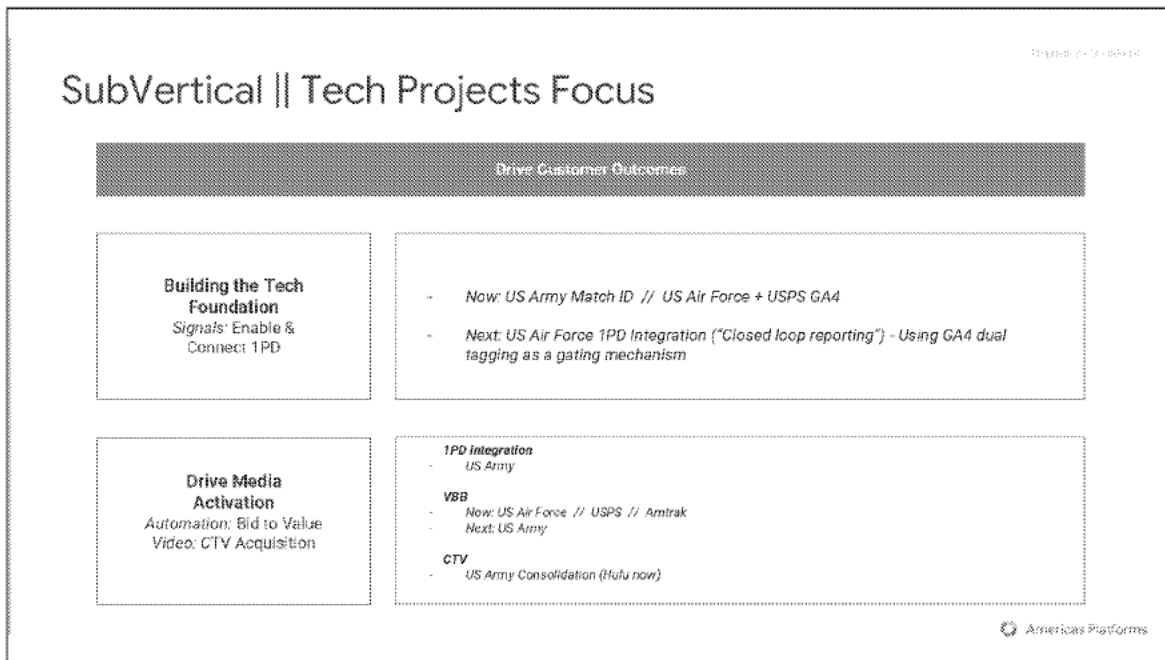 SubVertical || Tech Projects Focus
Drive Customer Outcomes
Building the Tech
Foundation
Signals: Enable &
Connect 1PD
- Now: US Army Match ID // US Air Force + USPS GA4
- Next: US Air Force 1PD Integration ("Closed loop reporting") - Using GA4 dual
tagging as a gating mechanism
Drive Media
Activation
Automation: Bid to Value
Video: CTV Acquisition
1PD Integration
- US Army
VBB
- Now: US Air Force // USPS // Amtrak
- Next: US Army
CTV
- US Army Consolidation (Hulu now)
Americas Platforms